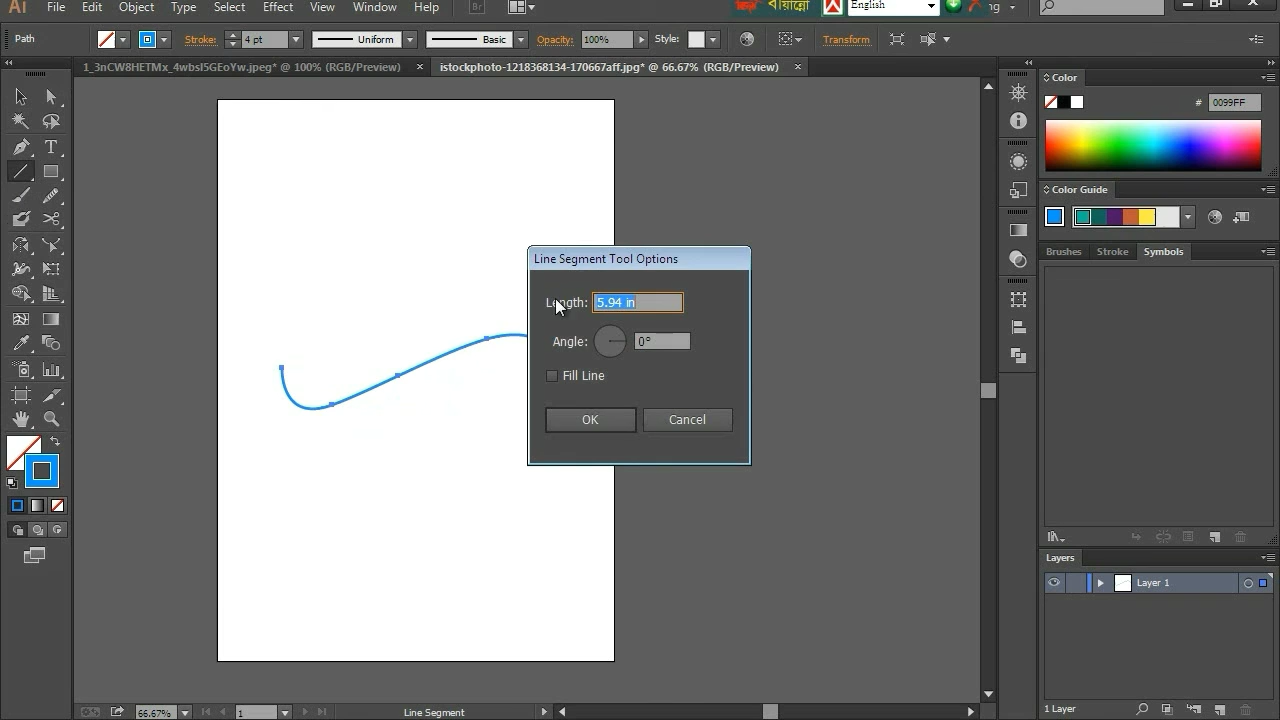 Ai File Edit Object Type Select Effect View Window Help Br বায়ান্নো English
Path Stroke: 4 pt Uniform Basic Opacity: 100% Style: Transform
1_3nCW8HETMx_4wbsI5GEoYw.jpeg* @ 100% (RGB/Preview) × istockphoto-1218368134-170667aff.jpg* @ 66.67% (RGB/Preview) ×
Color
# 0099FF
Color Guide
Brushes Stroke Symbols
Line Segment Tool Options
Length: 5.94 in
Angle: 0°
Fill Line
OK Cancel
Layers
Layer 1
66.67% 1 Line Segment 1 Layer